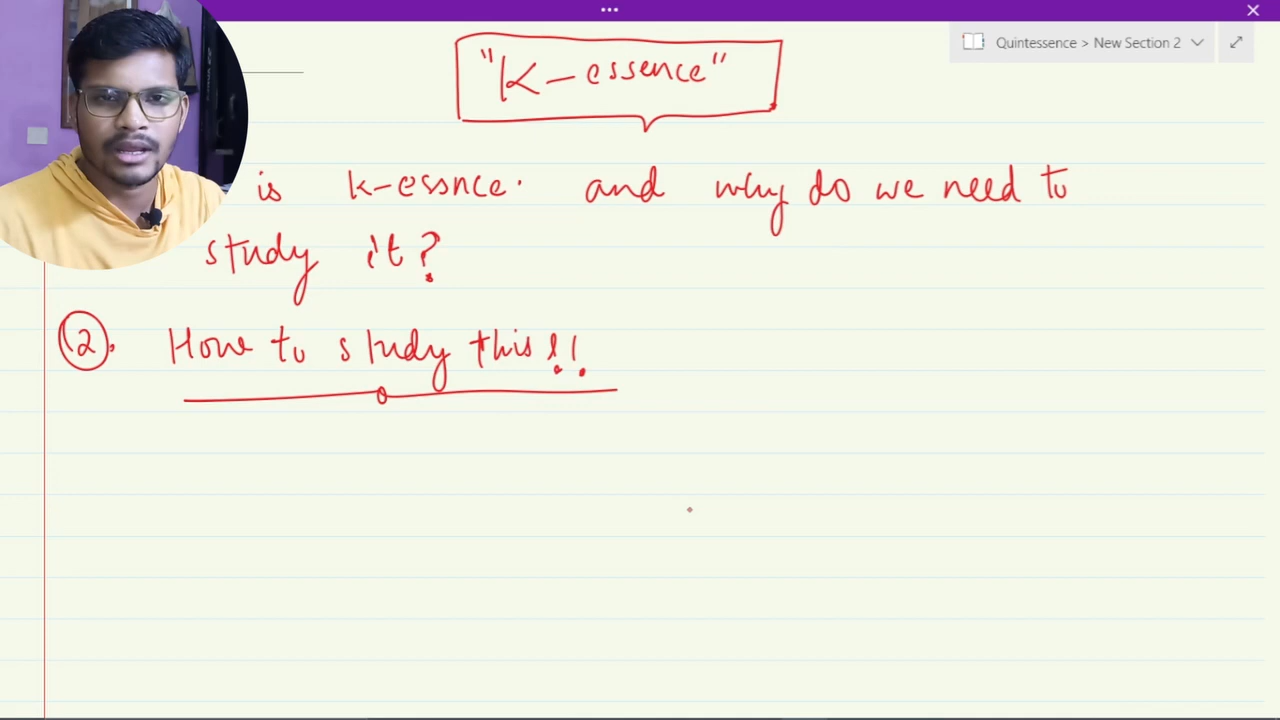 Quintessence > New Section 2
"K-essence"
is k-essnce. and why do we need to
study it?
2. How to study this!!